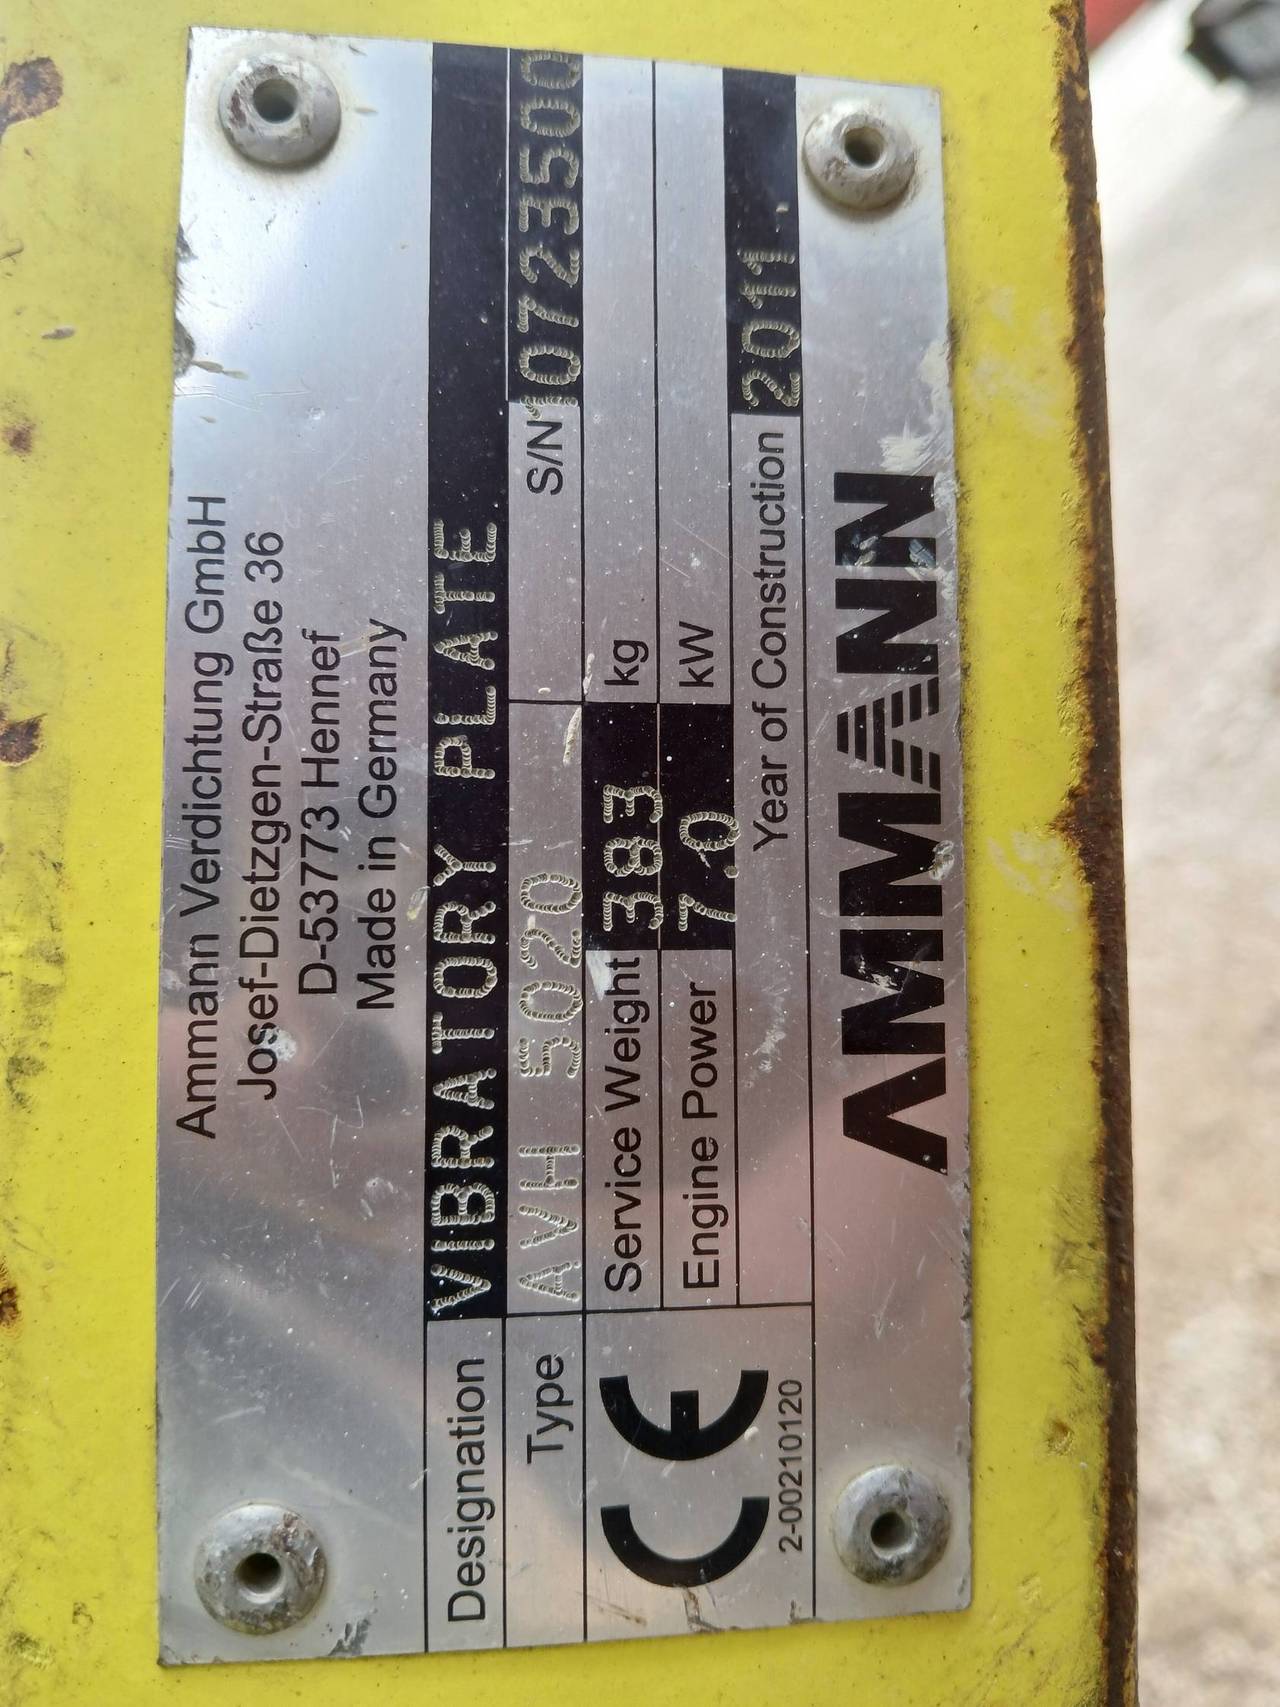 Ammann Verdichtung GmbH
Josef-Dietzgen-Straße 36
D-53773 Hennef
Made in Germany
Designation VIBRATORY PLATE
Type AVH 5020 S/N 10723500
Service Weight 383 kg
Engine Power 7.0 kW
Year of Construction 2011
CE
2-00210120
AMMANN